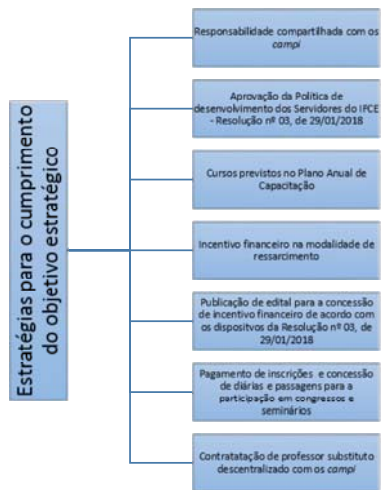 Estratégias para o cumprimento
do objetivo estratégico
Responsabilidade compartilhada com os
campi
Aprovação da Política de
desenvolvimento dos Servidores do IFCE
- Resolução nº 03, de 29/01/2018
Cursos previstos no Plano Anual de
Capacitação
Incentivo financeiro na modalidade de
ressarcimento
Publicação de edital para a concessão
de incentivo financeiro de acordo com
os dispositvos da Resolução nº 03, de
29/01/2018
Pagamento de inscrições e concessão
de diárias e passagens para a
participação em congressos e
seminários
Contratatação de professor substituto
descentralizado com os campi